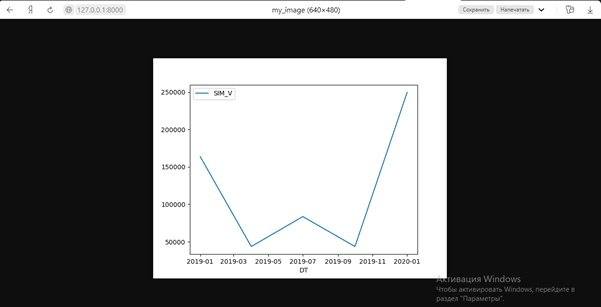 Я
127.0.0.1:8000
my_image (640×480)
Сохранить
Напечатать
SIM_V
250000
200000
150000
100000
50000
2019-01 2019-03 2019-05 2019-07 2019-09 2019-11 2020-01
DT
Активация Windows
Чтобы активировать Windows, перейдите в
раздел "Параметры".